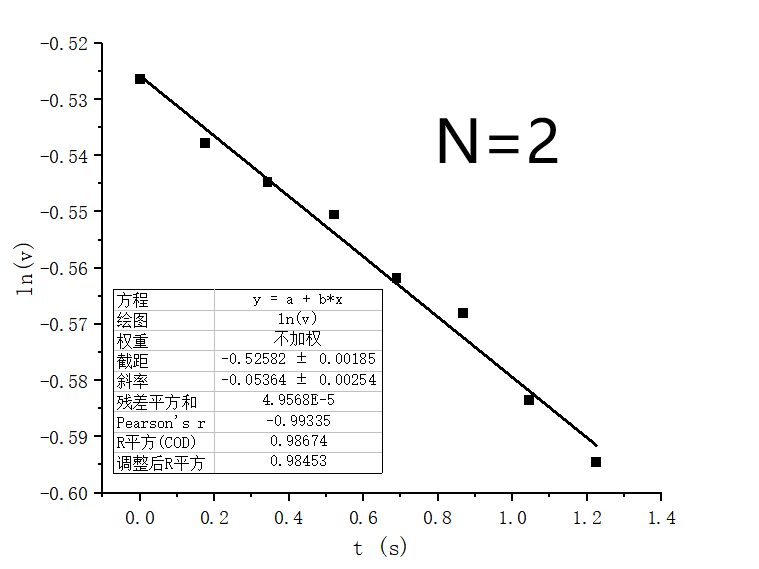 -0.52
-0.53
-0.54
-0.55
-0.56
-0.57
-0.58
-0.59
-0.60
ln(v)
N=2
方程 y = a + b*x
绘图 ln(v)
权重 不加权
截距 -0.52582 ± 0.00185
斜率 -0.05364 ± 0.00254
残差平方和 4.9568E-5
Pearson's r -0.99335
R平方(COD) 0.98674
调整后R平方 0.98453
0.0 0.2 0.4 0.6 0.8 1.0 1.2 1.4
t (s)